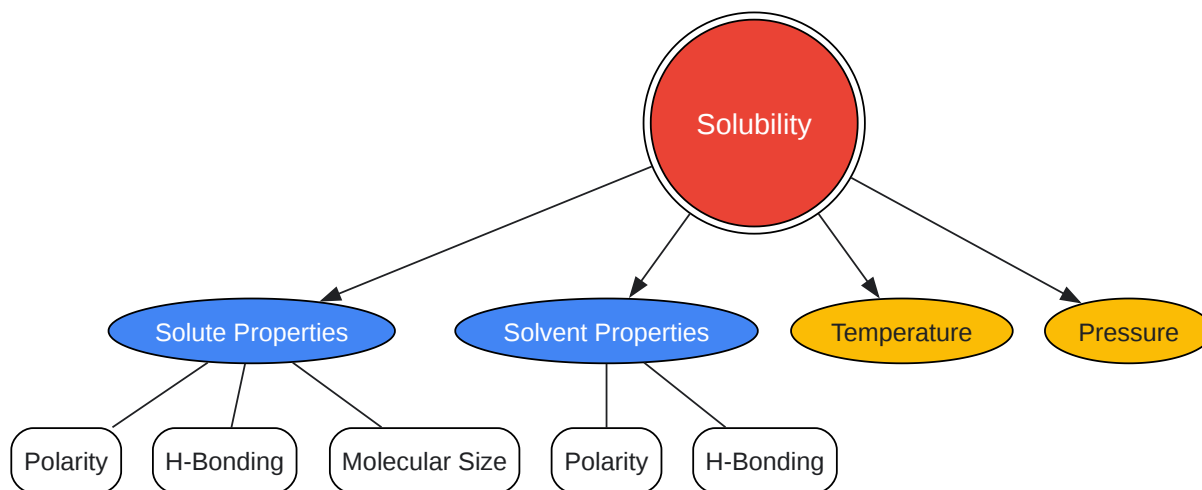 Solubility
Solute Properties
Solvent Properties
Temperature
Pressure
Polarity
H-Bonding
Molecular Size
Polarity
H-Bonding